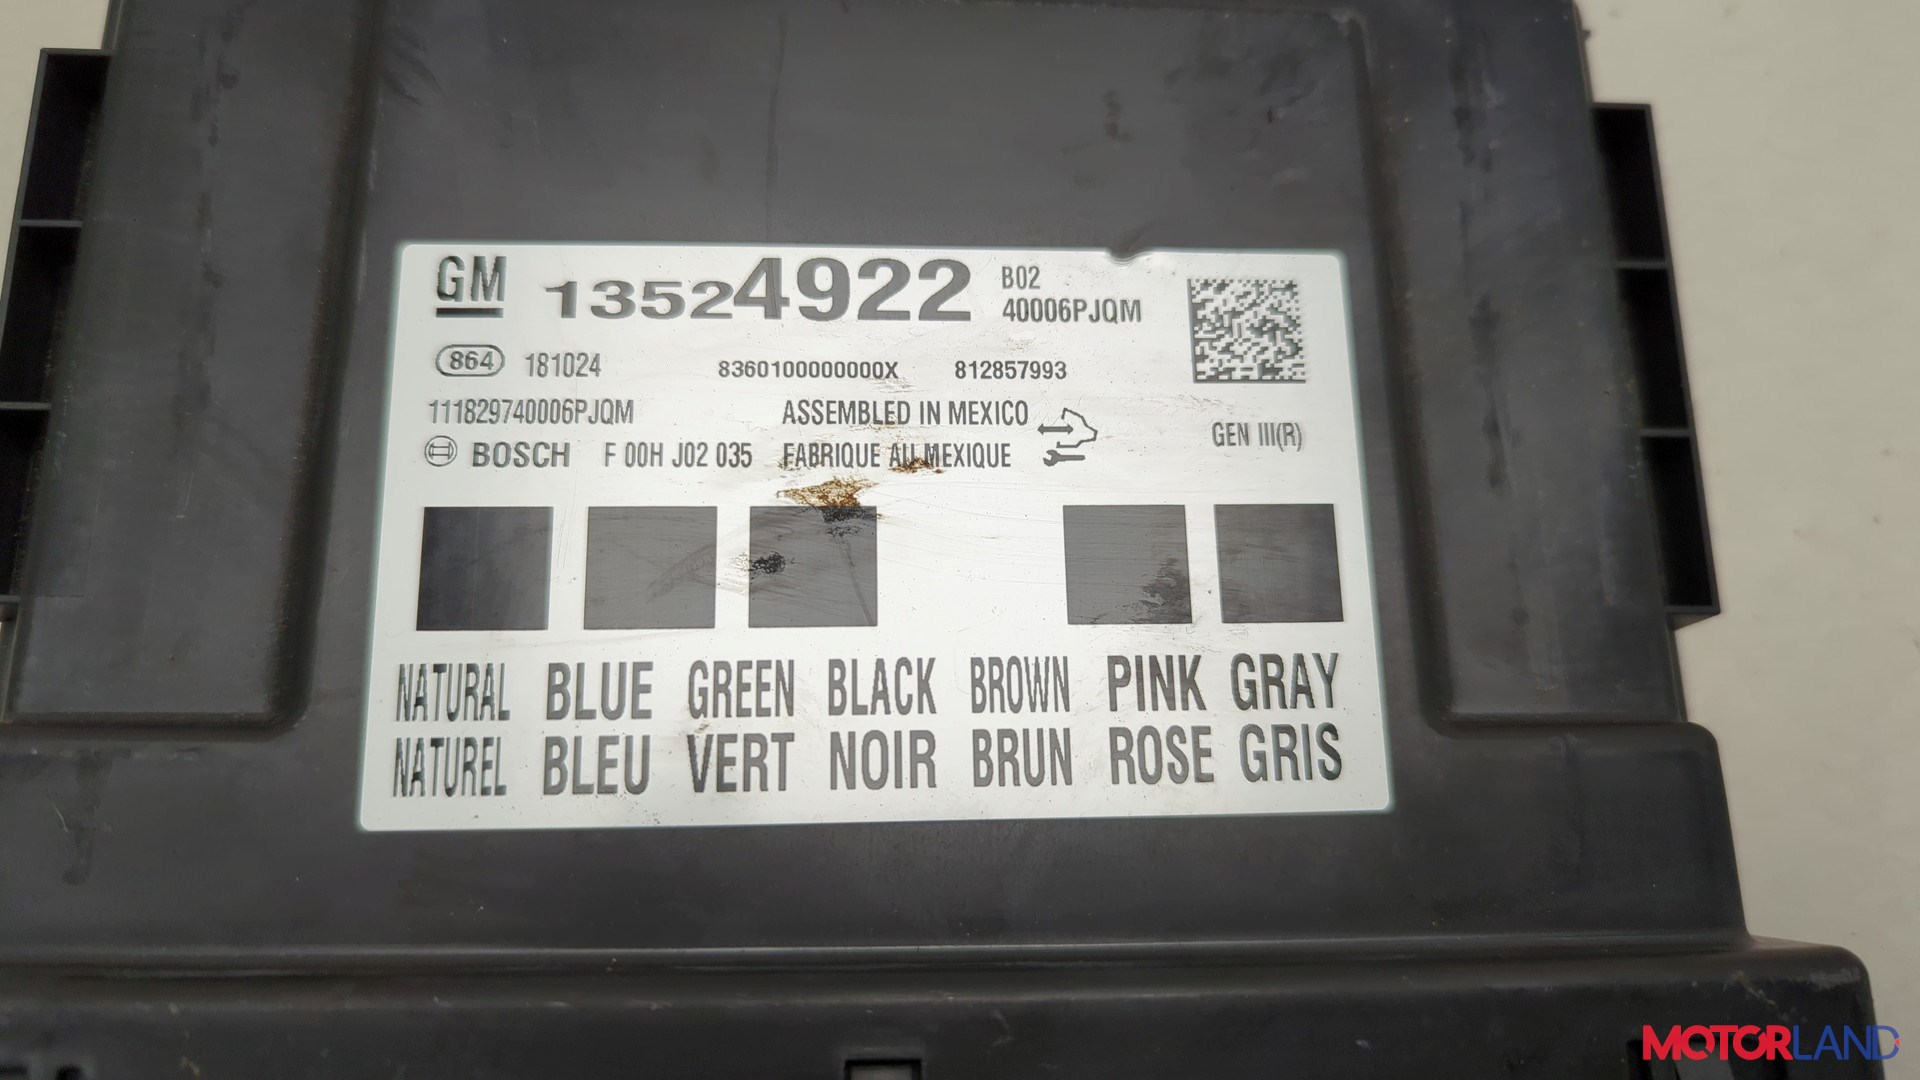 GM 13524922 B02
40006PJQM
864 181024 8360100000000X 812857993
111829740006PJQM ASSEMBLED IN MEXICO
GEN III(R)
BOSCH F 00H J02 035 FABRIQUE AU MEXIQUE
NATURAL BLUE GREEN BLACK BROWN PINK GRAY
NATUREL BLEU VERT NOIR BRUN ROSE GRIS
MOTORLAND